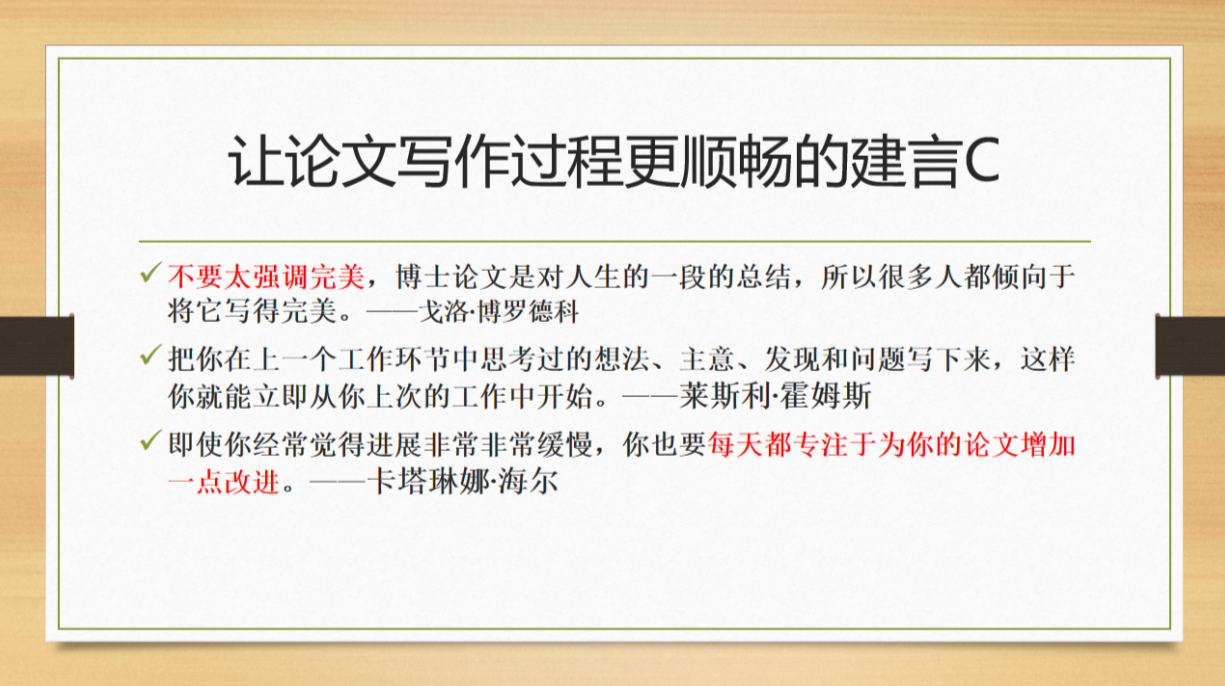 让论文写作过程更顺畅的建言C
不要太强调完美，博士论文是对人生的一段的总结，所以很多人都倾向于
将它写得完美。——戈洛·博罗德科
把你在上一个工作环节中思考过的想法、主意、发现和问题写下来，这样
你就能立即从你上次的工作中开始。——莱斯利·霍姆斯
即使你经常觉得进展非常非常缓慢，你也要每天都专注于为你的论文增加
一点改进。——卡塔琳娜·海尔